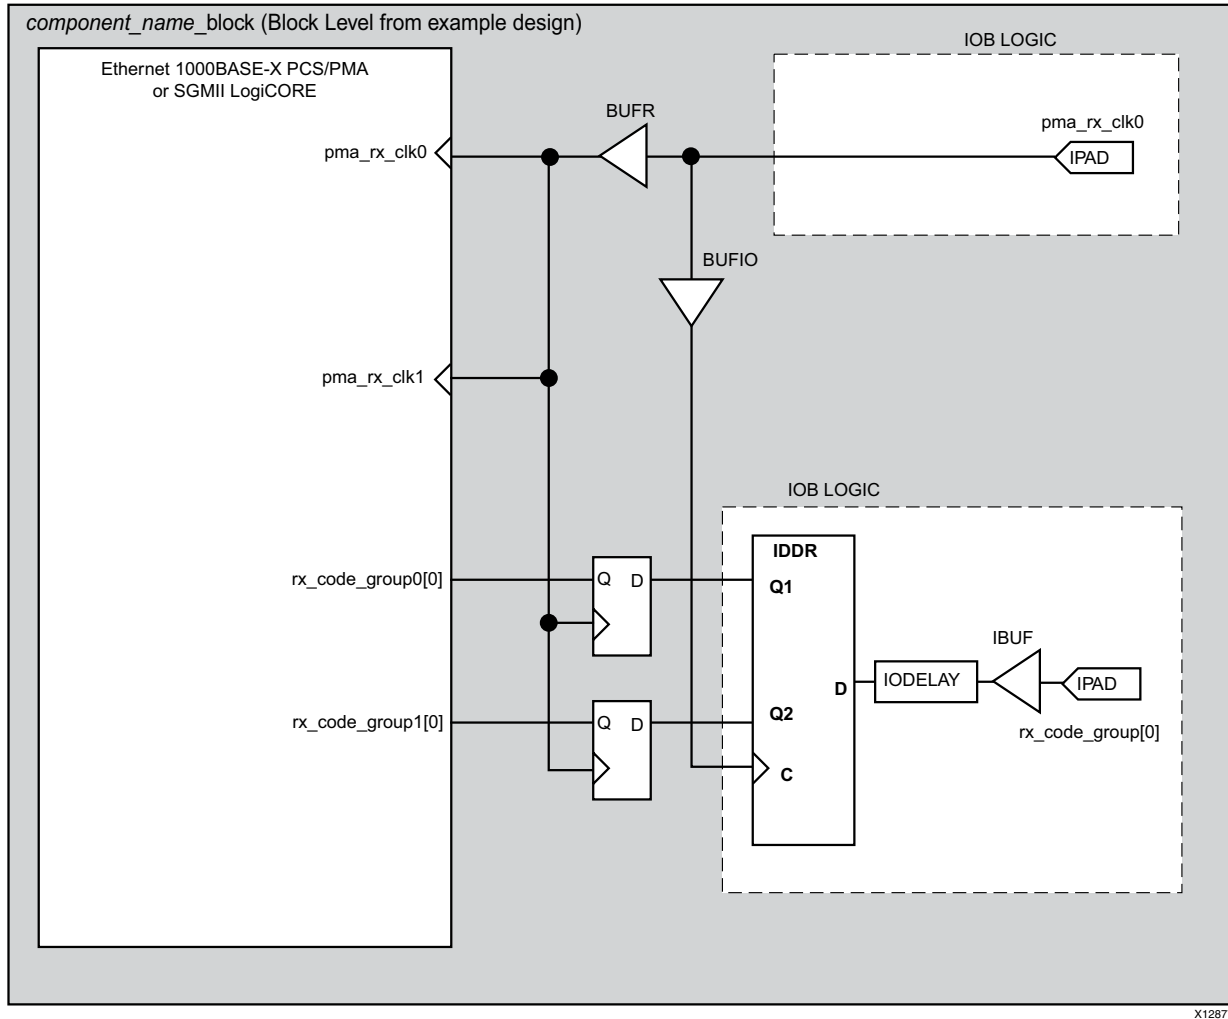 component_name_block (Block Level from example design)
IOB LOGIC
Ethernet 1000BASE-X PCS/PMA
or SGMII LogiCORE
BUFR
pma_rx_clk0
pma_rx_clk0
IPAD
BUFIO
pma_rx_clk1
IOB LOGIC
IDDR
rx_code_group0[0]
Q D
Q1
IBUF
D
IODELAY
IPAD
rx_code_group1[0]
Q D
Q2
rx_code_group[0]
C
X1287